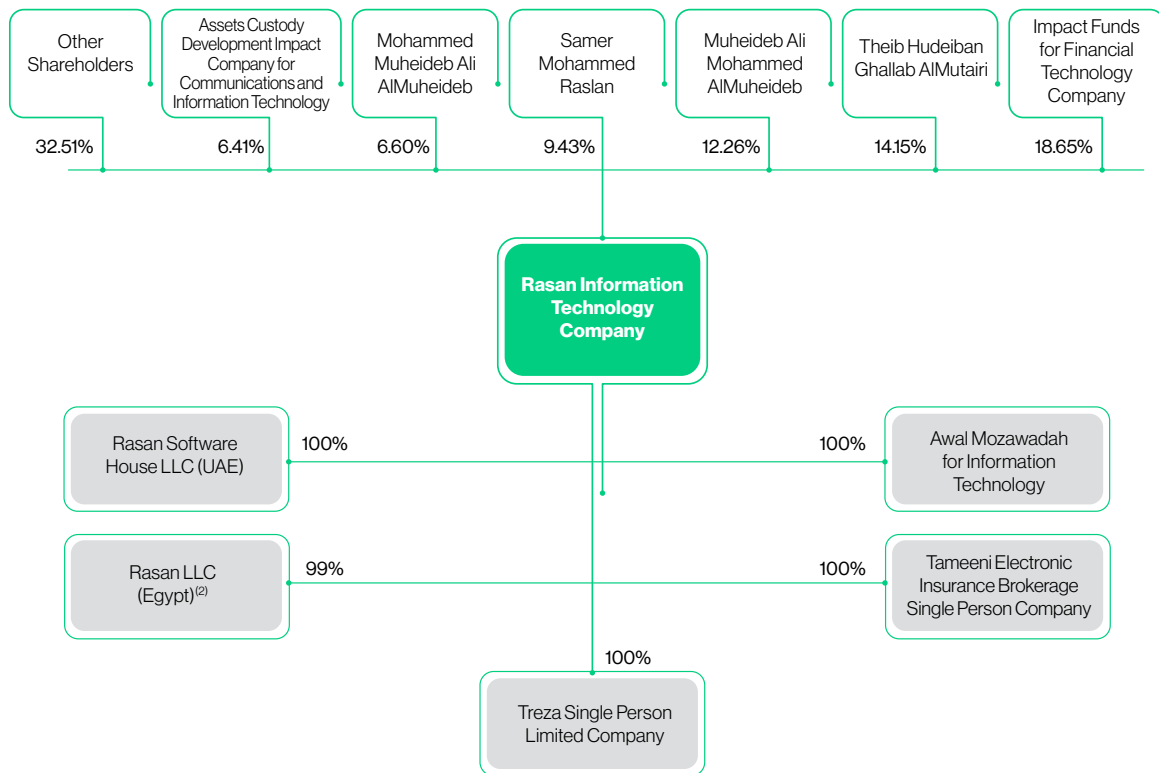 Other
Shareholders
Assets Custody
Development Impact
Company for
Communications and
Information Technology
Mohammed
Muheideb Ali
AlMuheideb
Samer
Mohammed
Raslan
Muheideb Ali
Mohammed
AlMuheideb
Theib Hudeiban
Ghallab AlMutairi
Impact Funds
for Financial
Technology
Company
32.51%
6.41%
6.60%
9.43%
12.26%
14.15%
18.65%
Rasan Information
Technology
Company
Rasan Software
House LLC (UAE)
100%
100%
Awal Mozawadah
for Information
Technology
Rasan LLC
(Egypt)(2)
99%
100%
Tameeni Electronic
Insurance Brokerage
Single Person Company
100%
Treza Single Person
Limited Company